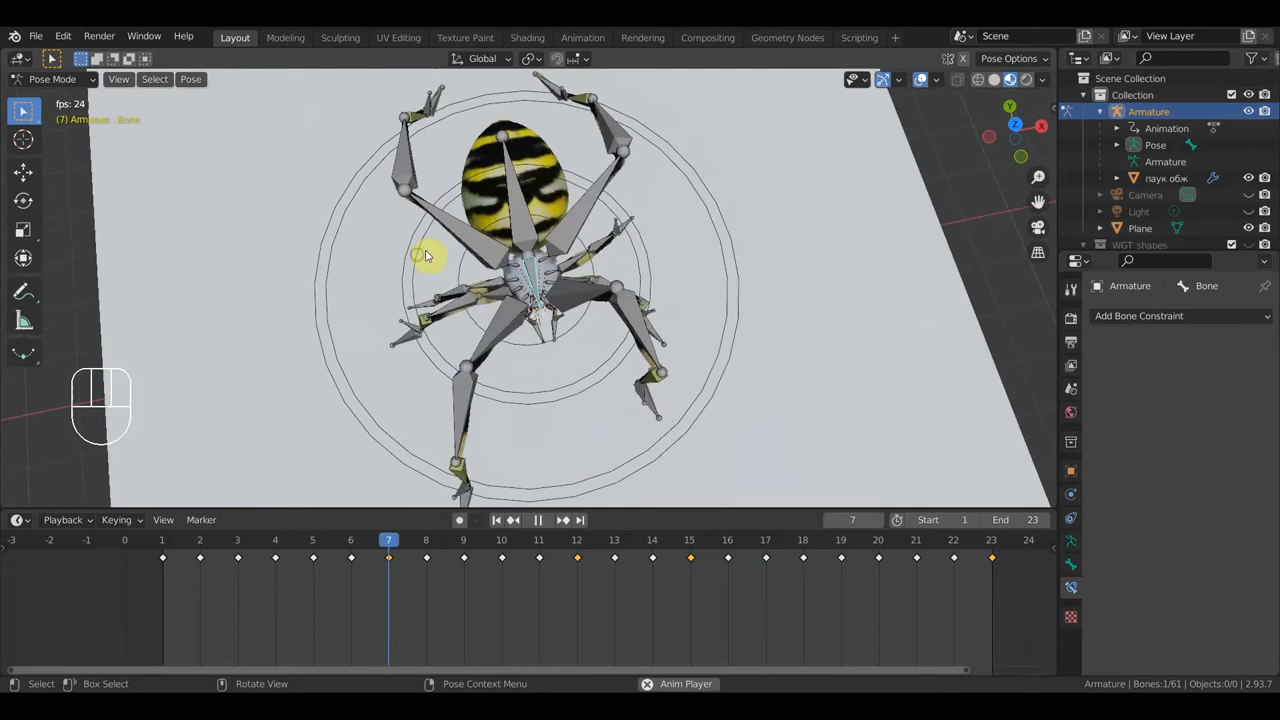 File Edit Render Window Help
Layout Modeling Sculpting UV Editing Texture Paint Shading Animation Rendering Compositing Geometry Nodes Scripting +
Scene View Layer
Global Pose Options
Pose Mode View Select Pose
X
fps: 24
(7) Armature : Bone
Y
Z
X
Scene Collection
Collection
Armature
Animation
Pose
Armature
паук обж
Camera
Light
Plane
WGT_shapes
Armature Bone
Add Bone Constraint
Playback Keying View Marker
7 Start 1 End 23
-3 -2 -1 0 1 2 3 4 5 6 7 8 9 10 11 12 13 14 15 16 17 18 19 20 21 22 23 24
Select Box Select Rotate View Pose Context Menu Anim Player Armature | Bones:1/61 | Objects:0/0 | 2.93.7